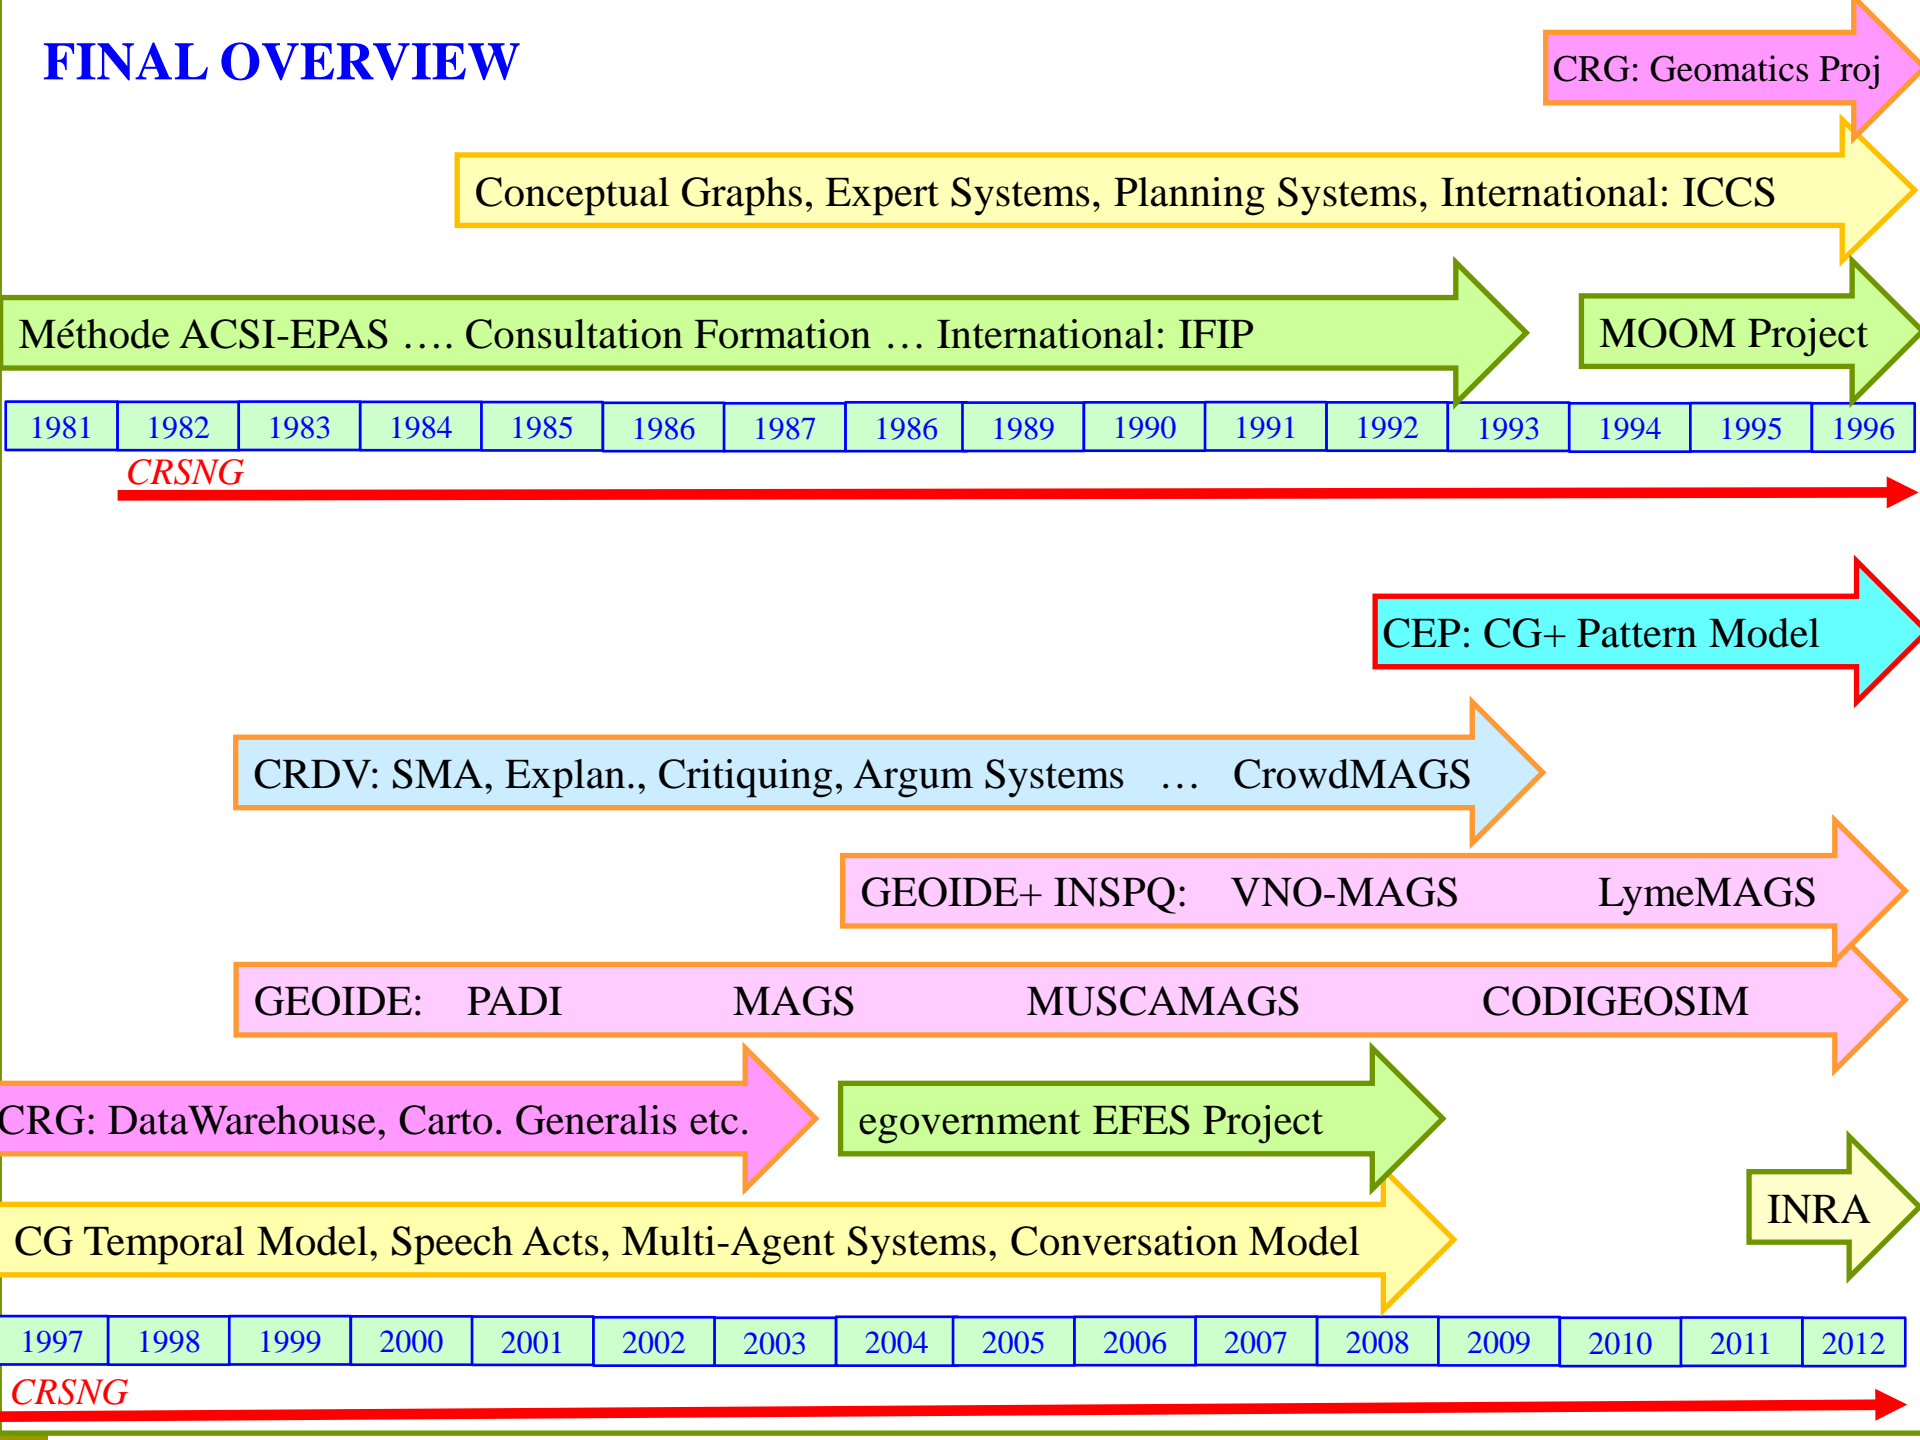 FINAL OVERVIEW
CRG: Geomatics Proj
Conceptual Graphs, Expert Systems, Planning Systems, International: ICCS
Méthode ACSI-EPAS …. Consultation Formation … International: IFIP
MOOM Project
1981 1982 1983 1984 1985 1986 1987 1986 1989 1990 1991 1992 1993 1994 1995 1996
CRSNG
CEP: CG+ Pattern Model
CRDV: SMA, Explan., Critiquing, Argum Systems … CrowdMAGS
GEOIDE+ INSPQ: VNO-MAGS LymeMAGS
GEOIDE: PADI MAGS MUSCAMAGS CODIGEOSIM
CRG: DataWarehouse, Carto. Generalis etc.
egovernment EFES Project
INRA
CG Temporal Model, Speech Acts, Multi-Agent Systems, Conversation Model
1997 1998 1999 2000 2001 2002 2003 2004 2005 2006 2007 2008 2009 2010 2011 2012
CRSNG